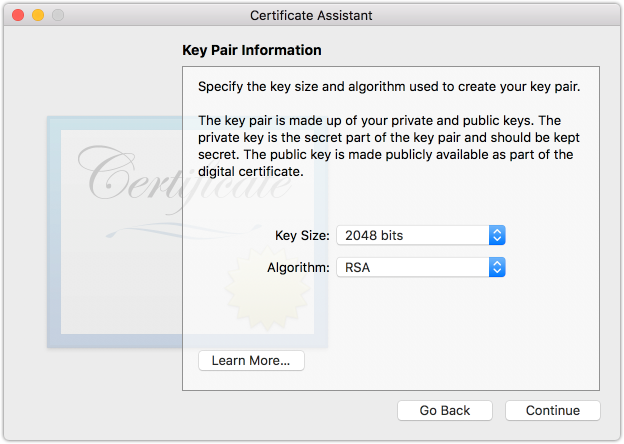 Certificate Assistant
Key Pair Information
Specify the key size and algorithm used to create your key pair.
The key pair is made up of your private and public keys. The
private key is the secret part of the key pair and should be kept
secret. The public key is made publicly available as part of the
digital certificate.
Certificate
Key Size: 2048 bits
Algorithm: RSA
Learn More...
Go Back Continue